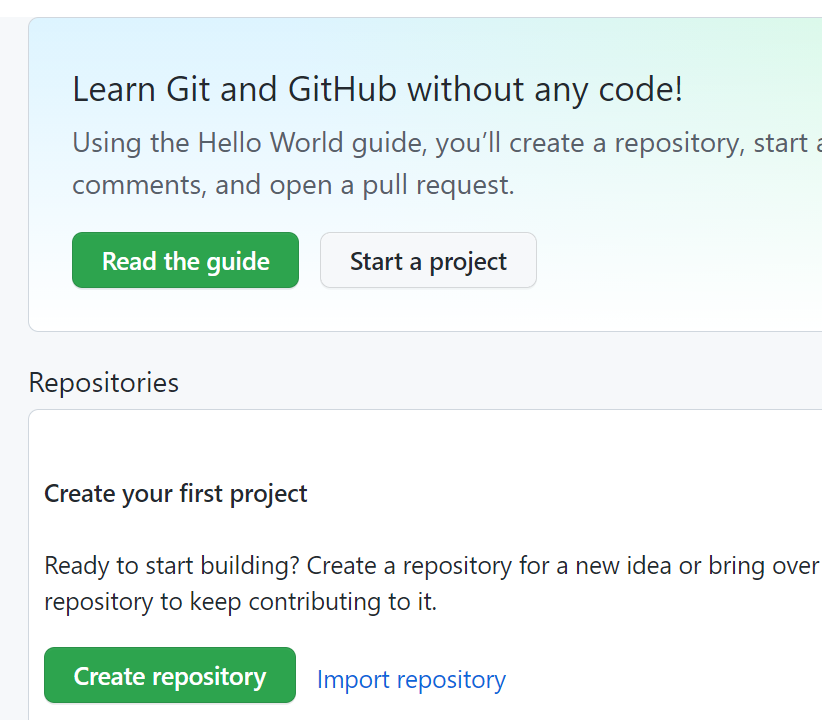 Learn Git and GitHub without any code!
Using the Hello World guide, you’ll create a repository, start a
comments, and open a pull request.
Read the guide
Start a project
Repositories
Create your first project
Ready to start building? Create a repository for a new idea or bring over
repository to keep contributing to it.
Create repository
Import repository